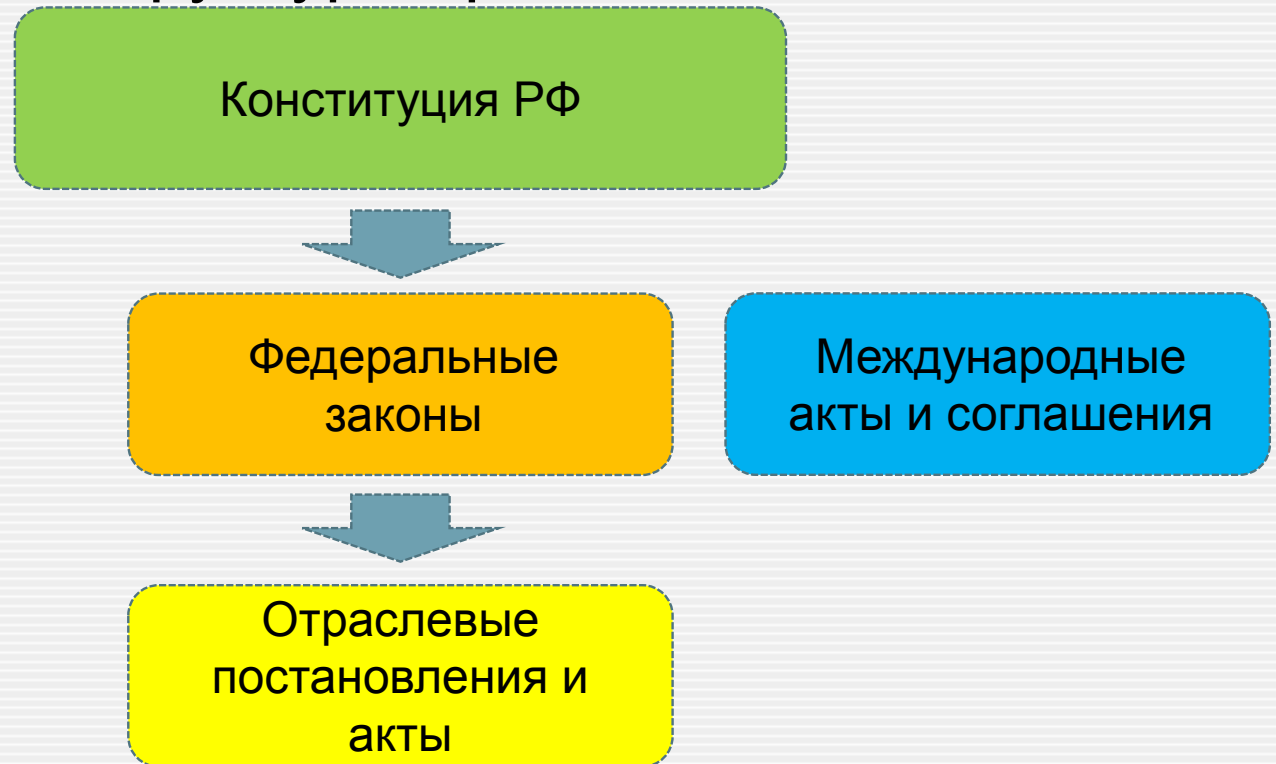 Конституция РФ
Федеральные
законы
Международные
акты и соглашения
Отраслевые
постановления и
акты